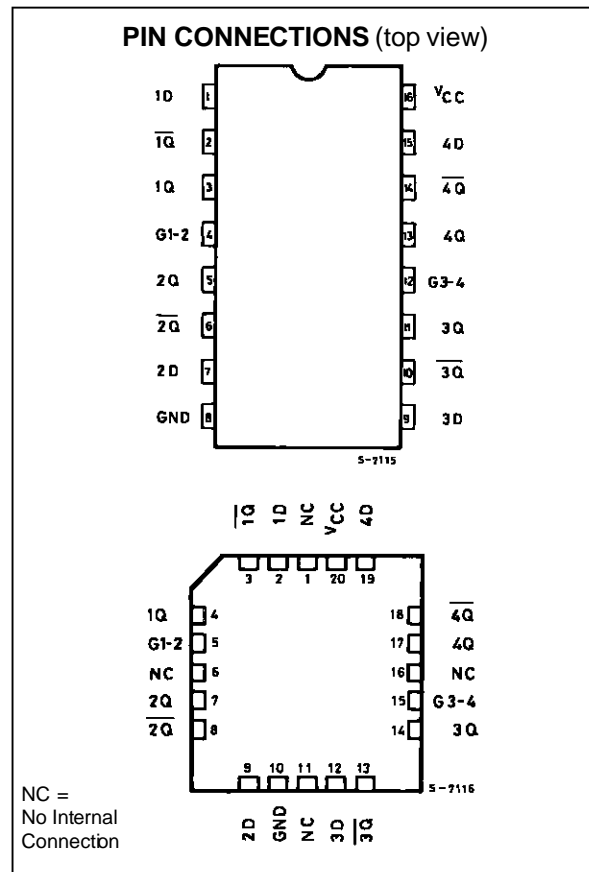 PIN CONNECTIONS (top view)
1D 1 16 VCC
1Q̅ 2 15 4D
1Q 3 14 4Q̅
G1-2 4 13 4Q
2Q 5 12 G3-4
2Q̅ 6 11 3Q
2D 7 10 3Q̅
GND 8 9 3D
S-7115
1Q̅ 1D NC VCC 4D
3 2 1 20 19
1Q 4 18 4Q̅
G1-2 5 17 4Q
NC 6 16 NC
2Q 7 15 G3-4
2Q̅ 8 14 3Q
9 10 11 12 13
S-7116
2D GND NC 3D 3Q̅
NC =
No Internal
Connection